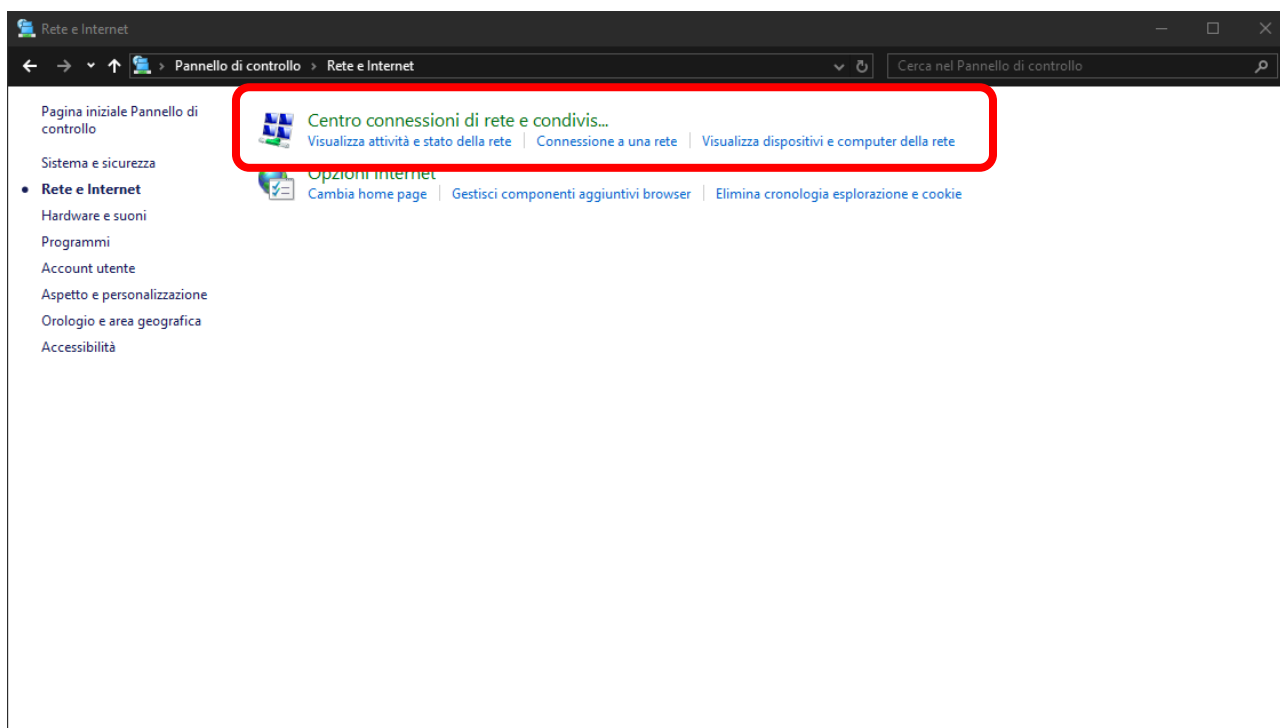 Rete e Internet
Pannello di controllo > Rete e Internet
Cerca nel Pannello di controllo
Pagina iniziale Pannello di
controllo
Sistema e sicurezza
Rete e Internet
Hardware e suoni
Programmi
Account utente
Aspetto e personalizzazione
Orologio e area geografica
Accessibilità
Centro connessioni di rete e condivis...
Visualizza attività e stato della rete | Connessione a una rete | Visualizza dispositivi e computer della rete
Opzioni Internet
Cambia home page | Gestisci componenti aggiuntivi browser | Elimina cronologia esplorazione e cookie